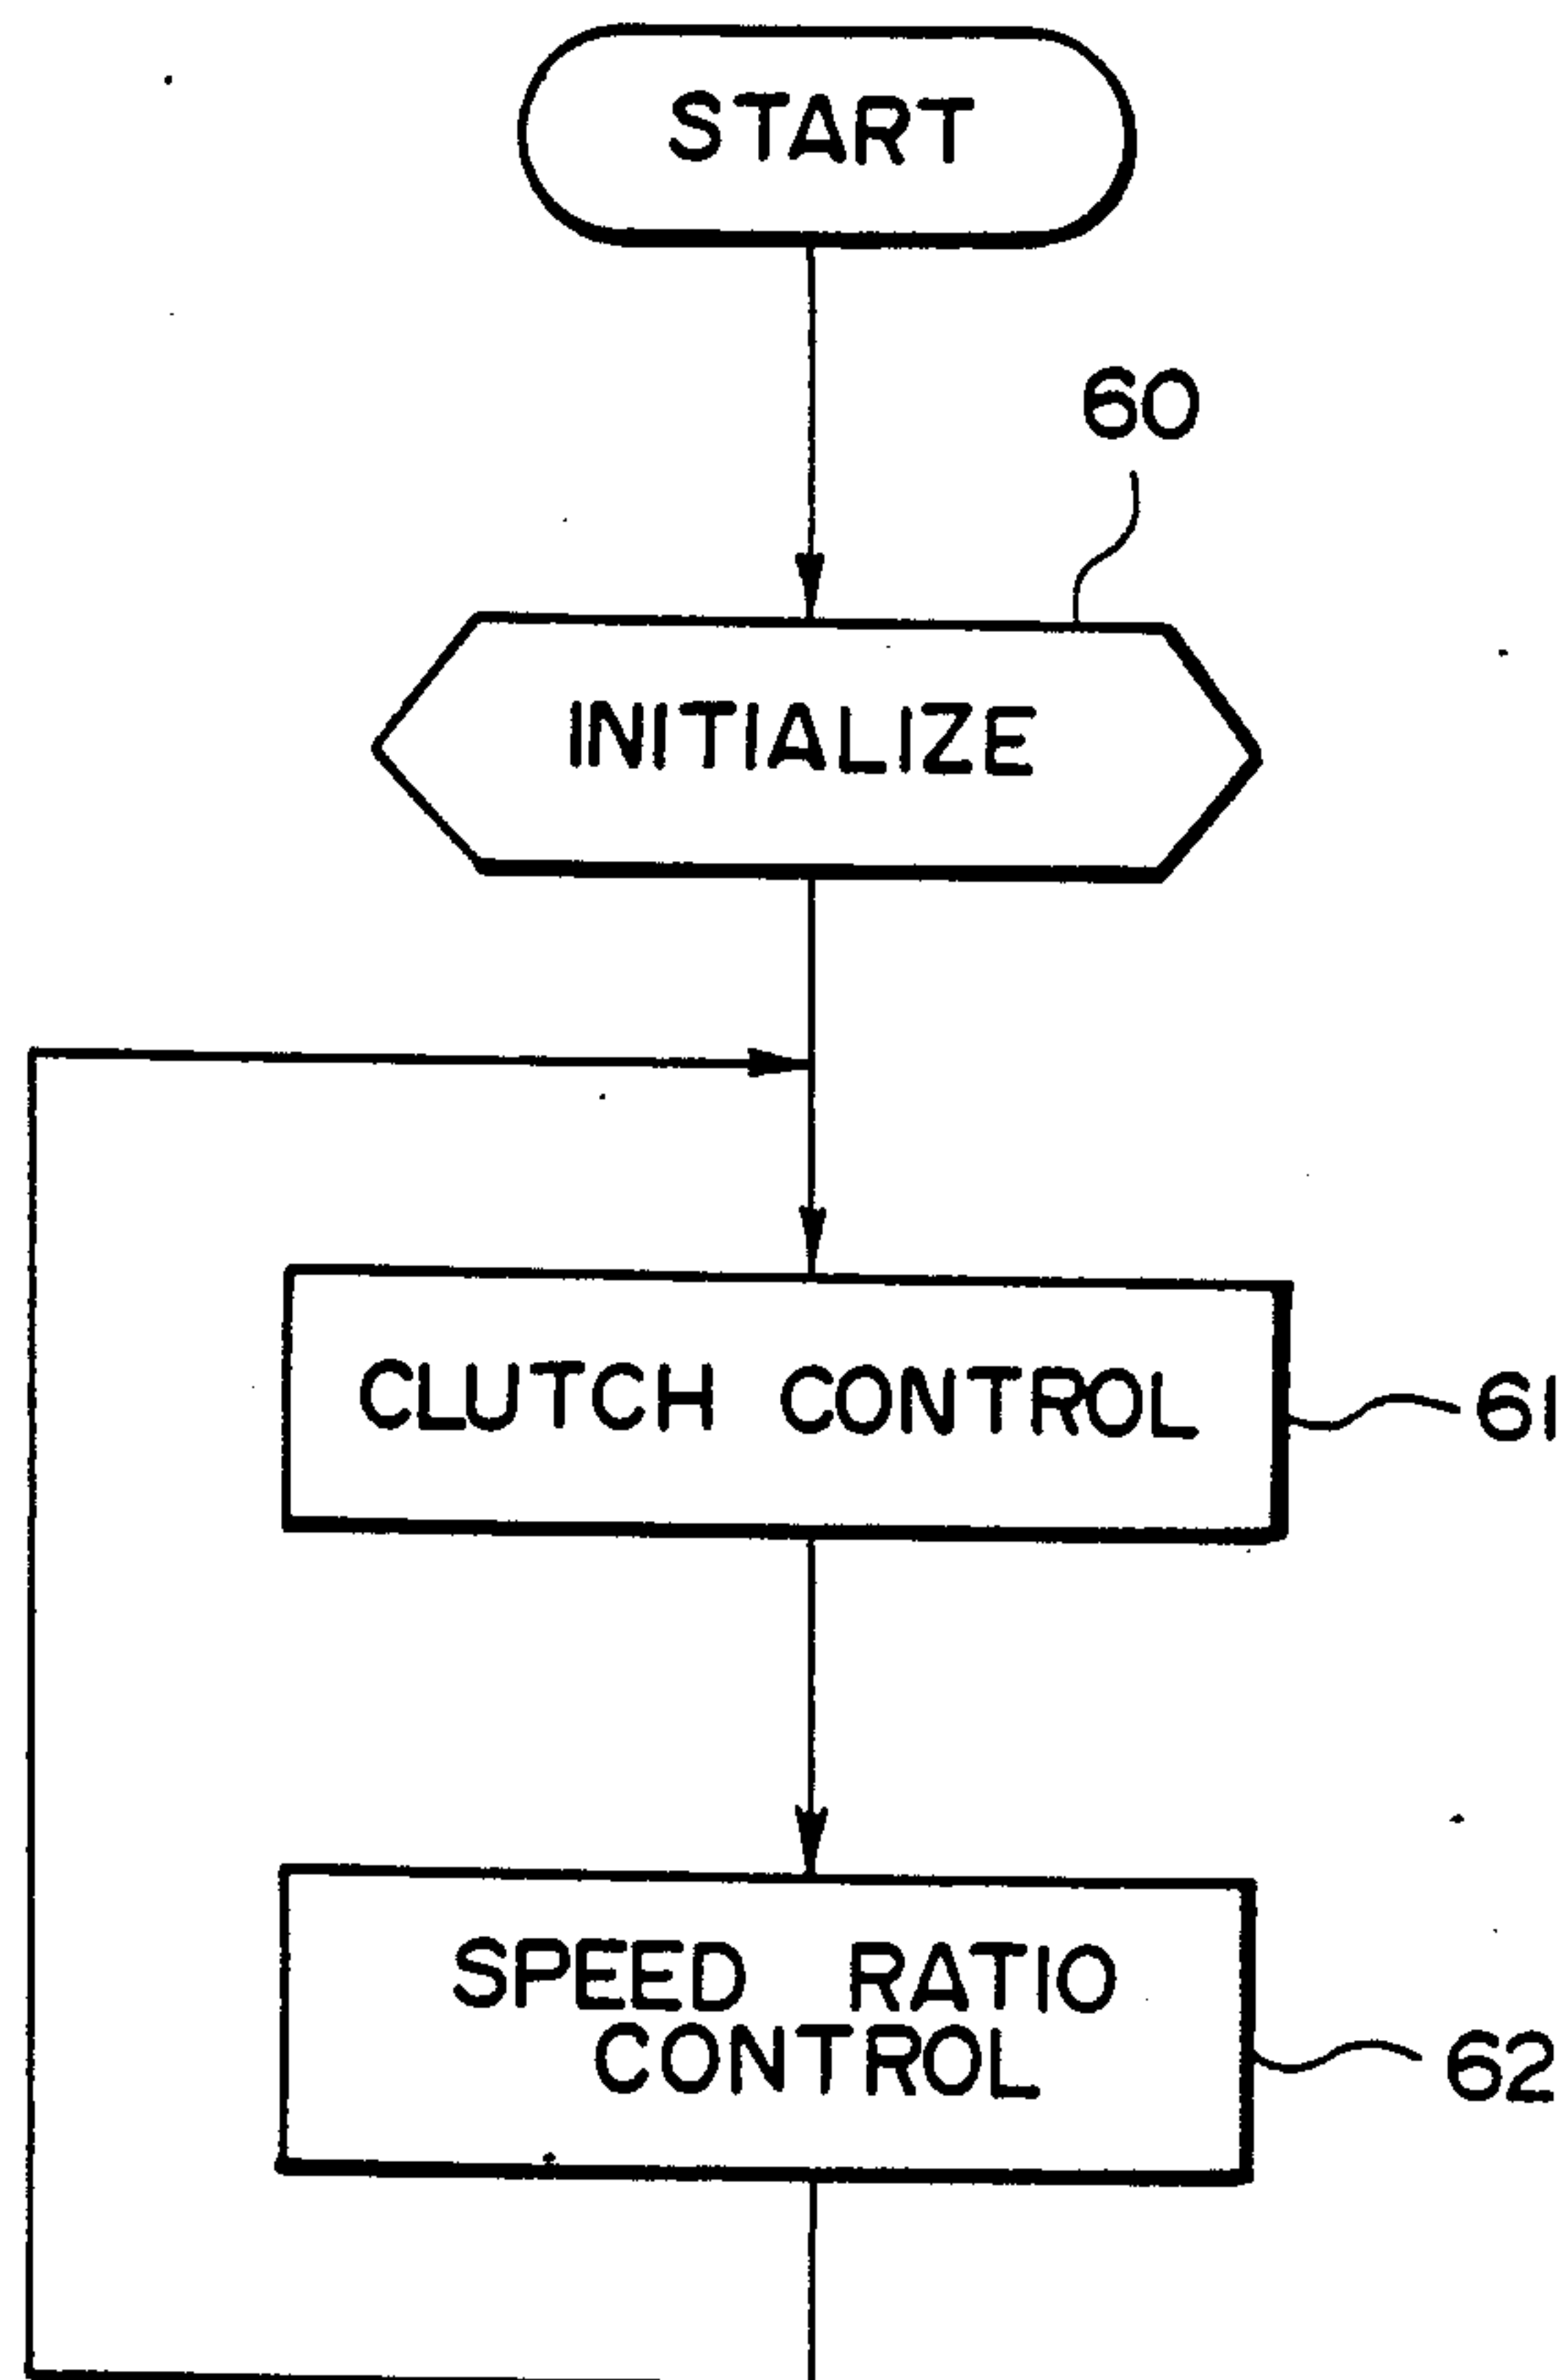 START
60
INITIALIZE
CLUTCH CONTROL
61
SPEED RATIO
CONTROL
62